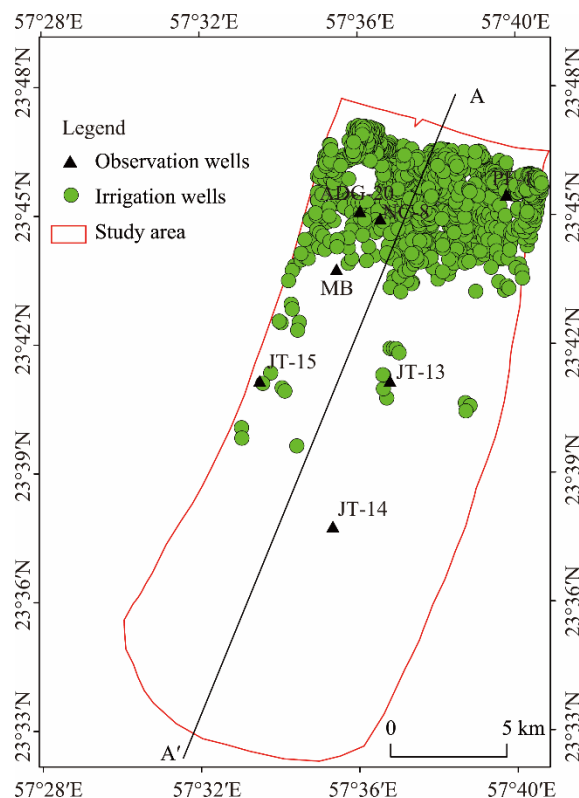 57°28′E 57°32′E 57°36′E 57°40′E
23°48′N 23°48′N
A
Legend
Observation wells
Irrigation wells
Study area
ADG-20
NG-8
23°45′N 23°45′N
MB
23°42′N 23°42′N
JT-15
JT-13
23°39′N 23°39′N
JT-14
23°36′N 23°36′N
0 5 km
23°33′N 23°33′N
A′
57°28′E 57°32′E 57°36′E 57°40′E